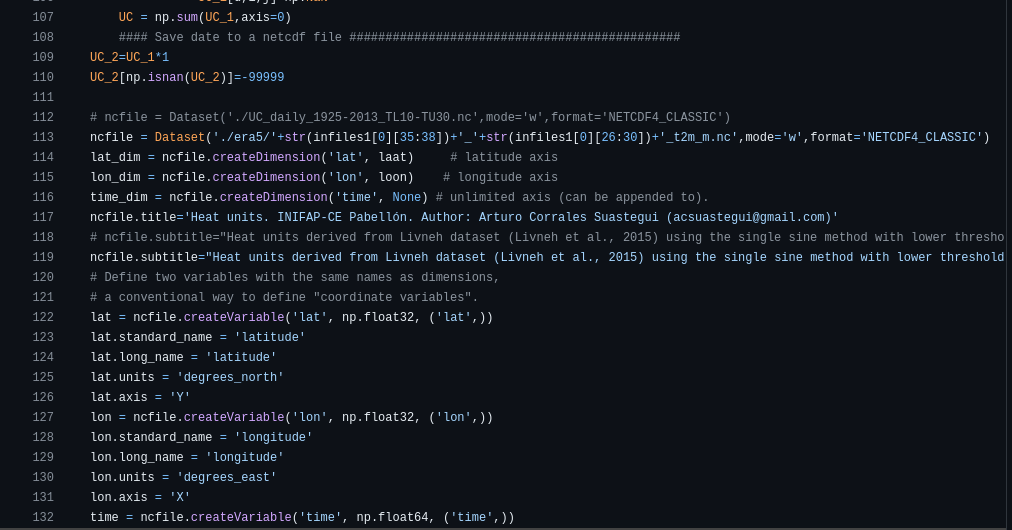 107 UC = np.sum(UC_1,axis=0)
108 #### Save date to a netcdf file ##############################################
109 UC_2=UC_1*1
110 UC_2[np.isnan(UC_2)]=-99999
111
112 # ncfile = Dataset('./UC_daily_1925-2013_TL10-TU30.nc',mode='w',format='NETCDF4_CLASSIC')
113 ncfile = Dataset('./era5/'+str(infiles1[0][35:38])+'_'+str(infiles1[0][26:30])+'_t2m_m.nc',mode='w',format='NETCDF4_CLASSIC')
114 lat_dim = ncfile.createDimension('lat', laat)     # latitude axis
115 lon_dim = ncfile.createDimension('lon', loon)    # longitude axis
116 time_dim = ncfile.createDimension('time', None) # unlimited axis (can be appended to).
117 ncfile.title='Heat units. INIFAP-CE Pabellón. Author: Arturo Corrales Suastegui (acsuastegui@gmail.com)'
118 # ncfile.subtitle="Heat units derived from Livneh dataset (Livneh et al., 2015) using the single sine method with lower thresho
119 ncfile.subtitle="Heat units derived from Livneh dataset (Livneh et al., 2015) using the single sine method with lower threshold
120 # Define two variables with the same names as dimensions,
121 # a conventional way to define "coordinate variables".
122 lat = ncfile.createVariable('lat', np.float32, ('lat',))
123 lat.standard_name = 'latitude'
124 lat.long_name = 'latitude'
125 lat.units = 'degrees_north'
126 lat.axis = 'Y'
127 lon = ncfile.createVariable('lon', np.float32, ('lon',))
128 lon.standard_name = 'longitude'
129 lon.long_name = 'longitude'
130 lon.units = 'degrees_east'
131 lon.axis = 'X'
132 time = ncfile.createVariable('time', np.float64, ('time',))